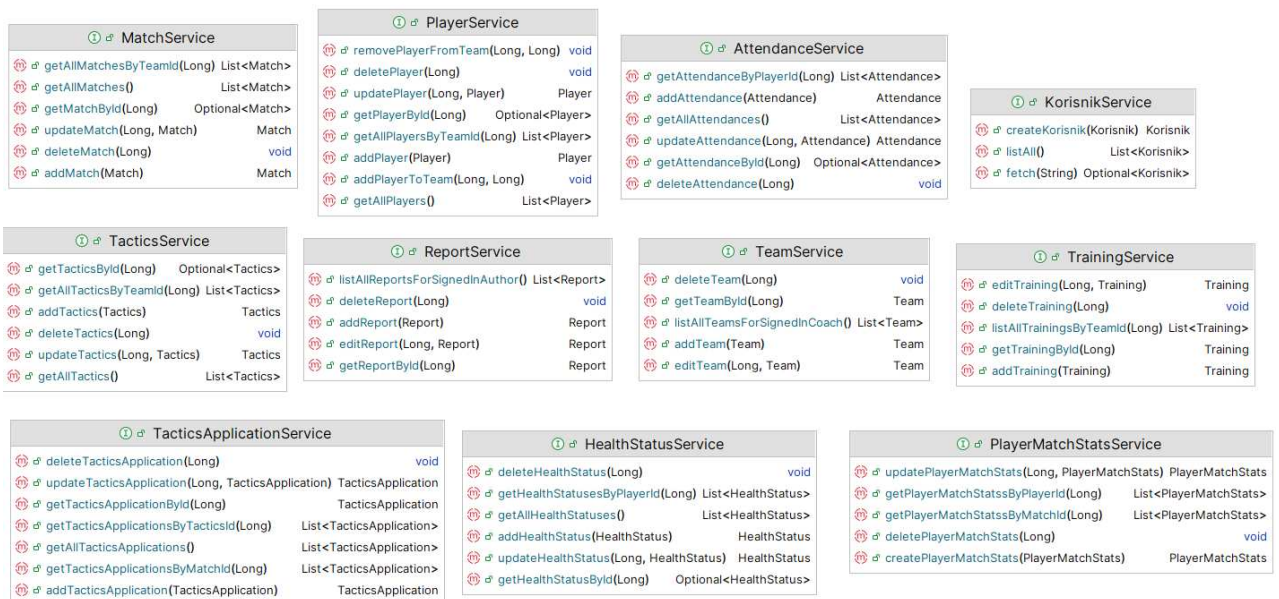 MatchService
getAllMatchesByTeamId(Long) List<Match>
getAllMatches() List<Match>
getMatchById(Long) Optional<Match>
updateMatch(Long, Match) Match
deleteMatch(Long) void
addMatch(Match) Match
PlayerService
removePlayerFromTeam(Long, Long) void
deletePlayer(Long) void
updatePlayer(Long, Player) Player
getPlayerById(Long) Optional<Player>
getAllPlayersByTeamId(Long) List<Player>
addPlayer(Player) Player
addPlayerToTeam(Long, Long) void
getAllPlayers() List<Player>
AttendanceService
getAttendanceByPlayerId(Long) List<Attendance>
addAttendance(Attendance) Attendance
getAllAttendances() List<Attendance>
updateAttendance(Long, Attendance) Attendance
getAttendanceById(Long) Optional<Attendance>
deleteAttendance(Long) void
KorisnikService
createKorisnik(Korisnik) Korisnik
listAll() List<Korisnik>
fetch(String) Optional<Korisnik>
TacticsService
getTacticsById(Long) Optional<Tactics>
getAllTacticsByTeamId(Long) List<Tactics>
addTactics(Tactics) Tactics
deleteTactics(Long) void
updateTactics(Long, Tactics) Tactics
getAllTactics() List<Tactics>
ReportService
listAllReportsForSignedInAuthor() List<Report>
deleteReport(Long) void
addReport(Report) Report
editReport(Long, Report) Report
getReportById(Long) Report
TeamService
deleteTeam(Long) void
getTeamById(Long) Team
listAllTeamsForSignedInCoach() List<Team>
addTeam(Team) Team
editTeam(Long, Team) Team
TrainingService
editTraining(Long, Training) Training
deleteTraining(Long) void
listAllTrainingsByTeamId(Long) List<Training>
getTrainingById(Long) Training
addTraining(Training) Training
TacticsApplicationService
deleteTacticsApplication(Long) void
updateTacticsApplication(Long, TacticsApplication) TacticsApplication
getTacticsApplicationById(Long) TacticsApplication
getTacticsApplicationsByTacticsId(Long) List<TacticsApplication>
getAllTacticsApplications() List<TacticsApplication>
getTacticsApplicationsByMatchId(Long) List<TacticsApplication>
addTacticsApplication(TacticsApplication) TacticsApplication
HealthStatusService
deleteHealthStatus(Long) void
getHealthStatusesByPlayerId(Long) List<HealthStatus>
getAllHealthStatuses() List<HealthStatus>
addHealthStatus(HealthStatus) HealthStatus
updateHealthStatus(Long, HealthStatus) HealthStatus
getHealthStatusById(Long) Optional<HealthStatus>
PlayerMatchStatsService
updatePlayerMatchStats(Long, PlayerMatchStats) PlayerMatchStats
getPlayerMatchStatssByPlayerId(Long) List<PlayerMatchStats>
getPlayerMatchStatssByMatchId(Long) List<PlayerMatchStats>
deletePlayerMatchStats(Long) void
createPlayerMatchStats(PlayerMatchStats) PlayerMatchStats